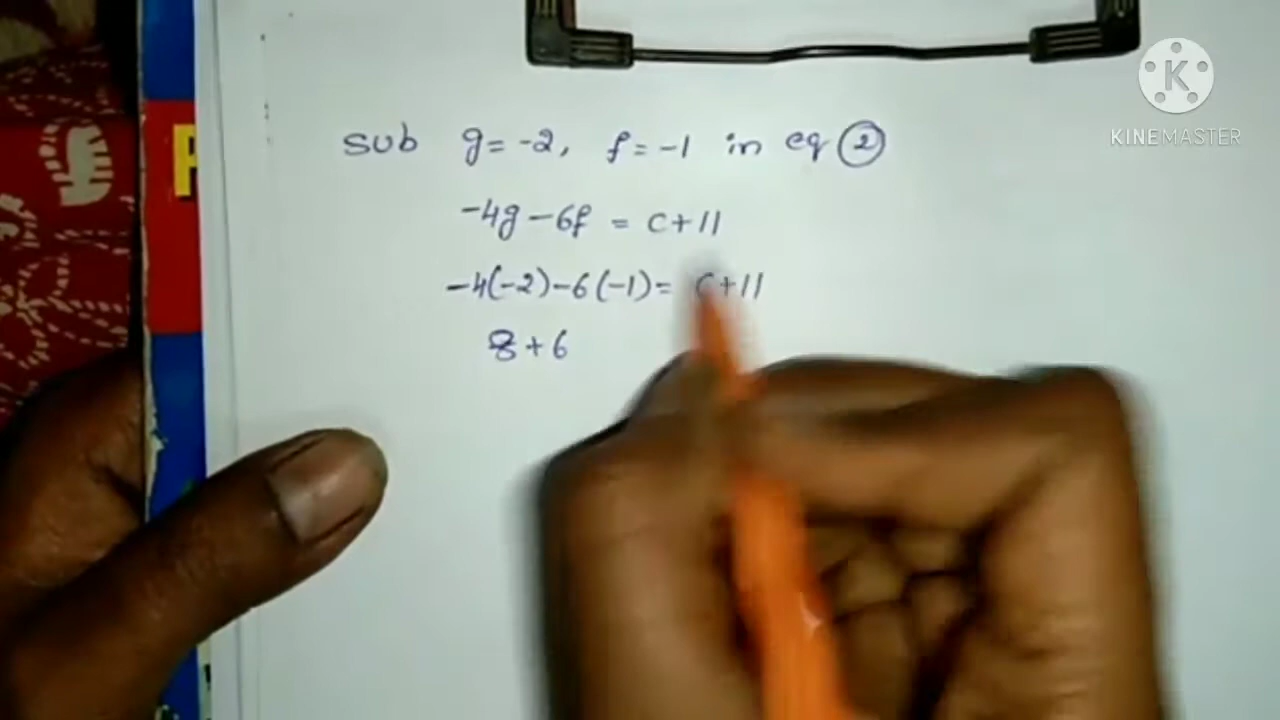 sub g = -2, f = -1 in eq ②
-4g - 6f = c + 11
-4(-2) - 6(-1) = c + 11
8 + 6
K
KINEMASTER